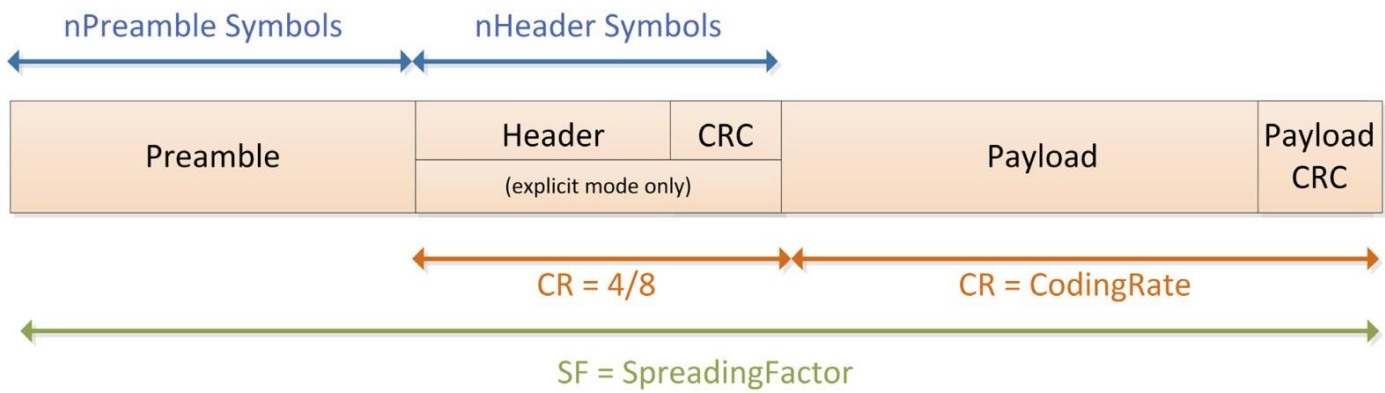 nPreamble Symbols
nHeader Symbols
Preamble
Header
CRC
(explicit mode only)
Payload
Payload
CRC
CR = 4/8
CR = CodingRate
SF = SpreadingFactor